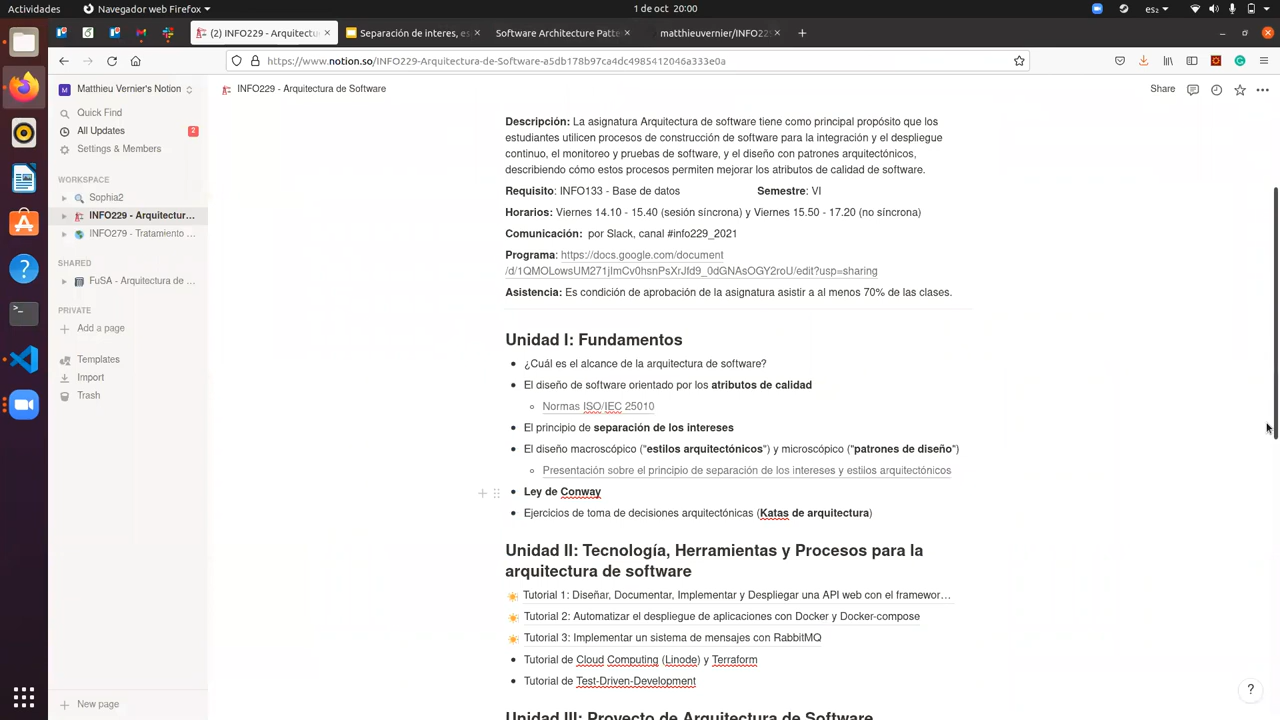 Actividades
Navegador web Firefox
1 de oct 20:00
es₂
(2) INFO229 - Arquitectu
Separación de interes, es
Software Architecture Patte
matthieuvernier/INFO22
https://www.notion.so/INFO229-Arquitectura-de-Software-a5db178b97ca4dc4985412046a333e0a
Matthieu Vernier's Notion
INFO229 - Arquitectura de Software
Share
Quick Find
All Updates
2
Settings & Members
WORKSPACE
Sophia2
INFO229 - Arquitectur...
INFO279 - Tratamiento ...
SHARED
FuSA - Arquitectura de ...
PRIVATE
Add a page
Templates
Import
Trash
New page
Descripción: La asignatura Arquitectura de software tiene como principal propósito que los
estudiantes utilicen procesos de construcción de software para la integración y el despliegue
continuo, el monitoreo y pruebas de software, y el diseño con patrones arquitectónicos,
describiendo cómo estos procesos permiten mejorar los atributos de calidad de software.
Requisito: INFO133 - Base de datos Semestre: VI
Horarios: Viernes 14.10 - 15.40 (sesión síncrona) y Viernes 15.50 - 17.20 (no síncrona)
Comunicación: por Slack, canal #info229_2021
Programa: https://docs.google.com/document
/d/1QMOLowsUM271jImCv0hsnPsXrJfd9_0dGNAsOGY2roU/edit?usp=sharing
Asistencia: Es condición de aprobación de la asignatura asistir a al menos 70% de las clases.
Unidad I: Fundamentos
¿Cuál es el alcance de la arquitectura de software?
El diseño de software orientado por los atributos de calidad
Normas ISO/IEC 25010
El principio de separación de los intereses
El diseño macroscópico ("estilos arquitectónicos") y microscópico ("patrones de diseño")
Presentación sobre el principio de separación de los intereses y estilos arquitectónicos
Ley de Conway
Ejercicios de toma de decisiones arquitectónicas (Katas de arquitectura)
Unidad II: Tecnología, Herramientas y Procesos para la
arquitectura de software
Tutorial 1: Diseñar, Documentar, Implementar y Despliegar una API web con el framewor...
Tutorial 2: Automatizar el despliegue de aplicaciones con Docker y Docker-compose
Tutorial 3: Implementar un sistema de mensajes con RabbitMQ
Tutorial de Cloud Computing (Linode) y Terraform
Tutorial de Test-Driven-Development
Unidad III: Proyecto de Arquitectura de Software
?